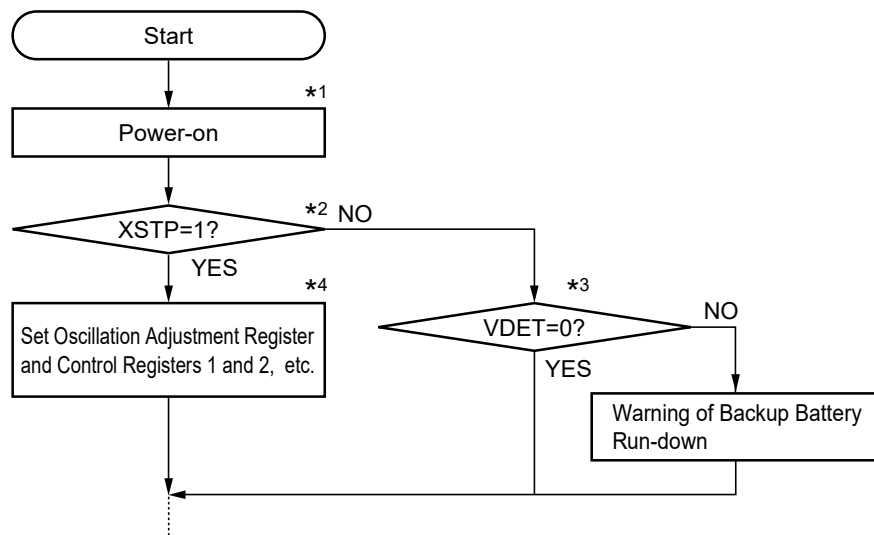 Start
*1
Power-on
*2
XSTP=1?
NO
YES
*4
Set Oscillation Adjustment Register
and Control Registers 1 and 2, etc.
*3
VDET=0?
NO
YES
Warning of Backup Battery
Run-down